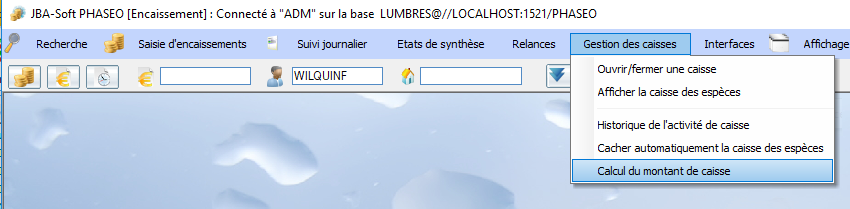 JBA-Soft PHASEO [Encaissement] : Connecté à "ADM" sur la base LUMBRES@//LOCALHOST:1521/PHASEO
Recherche Saisie d'encaissements Suivi journalier Etats de synthèse Relances Gestion des caisses Interfaces Affichage
WILQUINF
Ouvrir/fermer une caisse
Afficher la caisse des espèces
Historique de l'activité de caisse
Cacher automatiquement la caisse des espèces
Calcul du montant de caisse